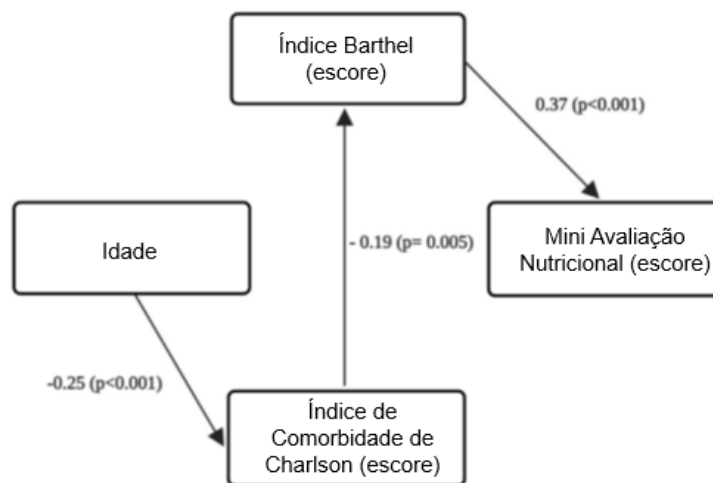 Índice Barthel
(escore)
0.37 (p<0.001)
Idade
- 0.19 (p= 0.005)
Mini Avaliação
Nutricional (escore)
-0.25 (p<0.001)
Índice de
Comorbidade de
Charlson (escore)